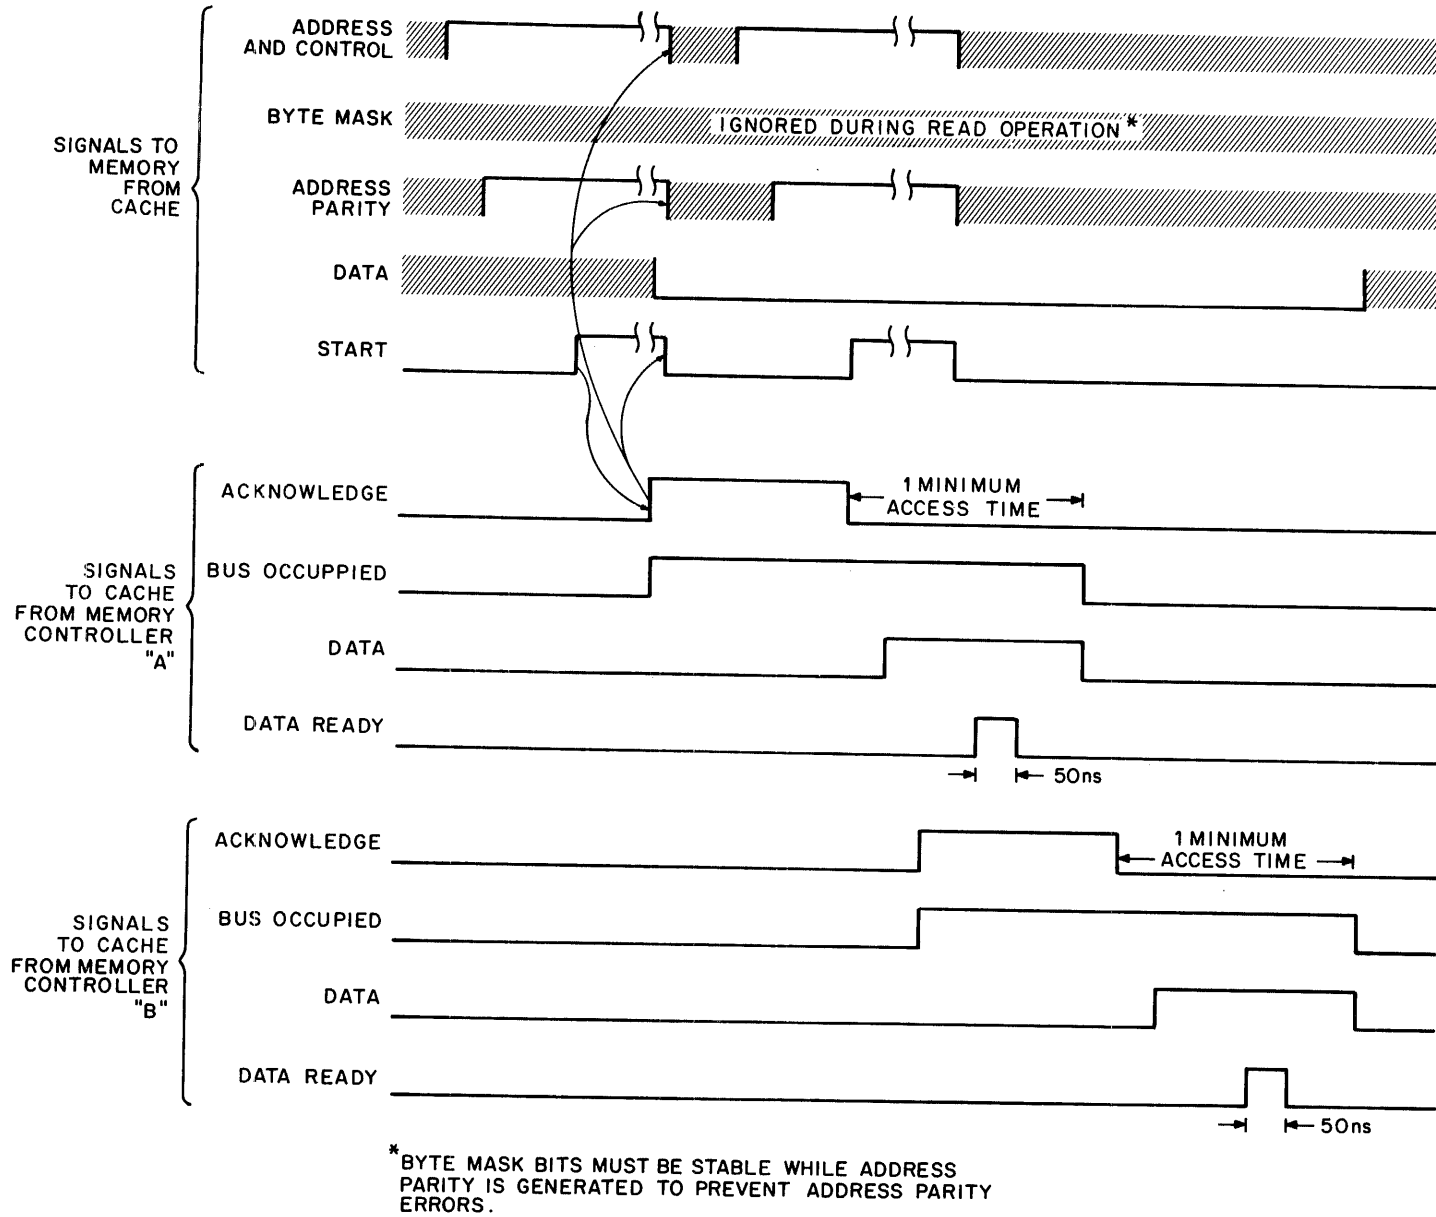 ADDRESS
AND CONTROL
BYTE MASK
IGNORED DURING READ OPERATION*
SIGNALS TO
MEMORY
FROM
CACHE
ADDRESS
PARITY
DATA
START
ACKNOWLEDGE
1 MINIMUM
ACCESS TIME
SIGNALS
TO CACHE
FROM MEMORY
CONTROLLER
"A"
BUS OCCUPPIED
DATA
DATA READY
50ns
ACKNOWLEDGE
1 MINIMUM
ACCESS TIME
SIGNALS
TO CACHE
FROM MEMORY
CONTROLLER
"B"
BUS OCCUPIED
DATA
DATA READY
50ns
*BYTE MASK BITS MUST BE STABLE WHILE ADDRESS
PARITY IS GENERATED TO PREVENT ADDRESS PARITY
ERRORS.